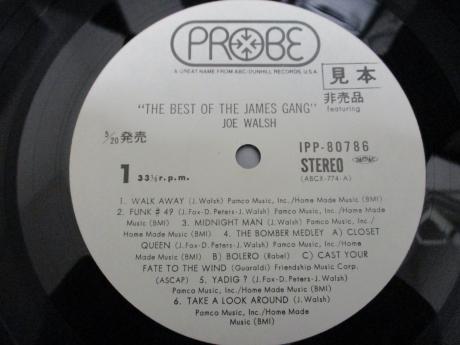 PROBE
A GREAT NAME FROM ABC-DUNHILL RECORDS, U.S.A.
見本
非売品
"THE BEST OF THE JAMES GANG" featuring
JOE WALSH
5/20 発売
IPP-80786
1 33⅓ r.p.m.
STEREO
(ABCX-774-A)
1. WALK AWAY (J. Walsh) Pamco Music, Inc./Home Made Music (BMI)
2. FUNK # 49 (J.Fox-D. Peters-J. Walsh) Pamco Music, Inc./Home Made
Music (BMI) 3. MIDNIGHT MAN (J. Walsh) Pamco Music, Inc.
/Home Made Music (BMI) 4. THE BOMBER MEDLEY A) CLOSET
QUEEN (J. Fox-D. Peters-J. Walsh) Pamco Music, Inc./Home Made
Music (BMI) B) BOLERO (Rabel) C) CAST YOUR
FATE TO THE WIND (Guaraldi) Friendship Music Corp.
(ASCAP) 5. YADIG ? (J. Fox-D. Peters-J. Walsh)
Pamco Music, Inc./Home Made Music (BMI)
6. TAKE A LOOK AROUND (J. Walsh)
Pamco Music, Inc./Home Made
Music (BMI)